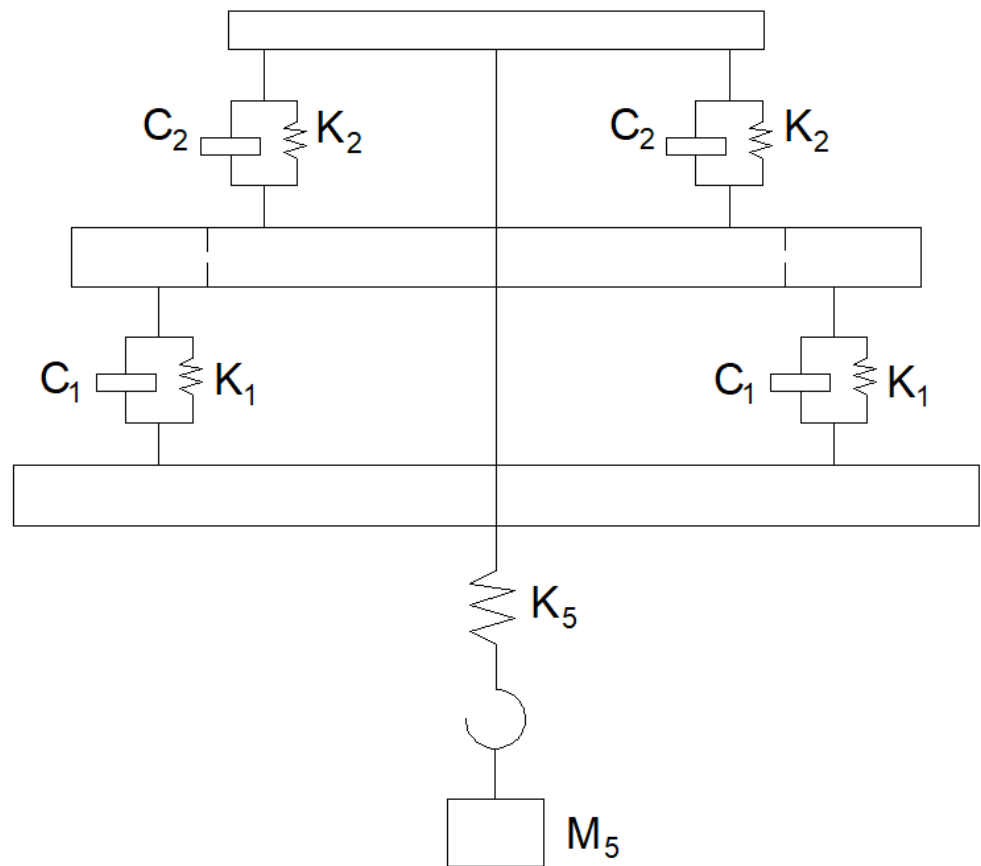 C₂ K₂ C₂ K₂
C₁ K₁ C₁ K₁
K₅
M₅